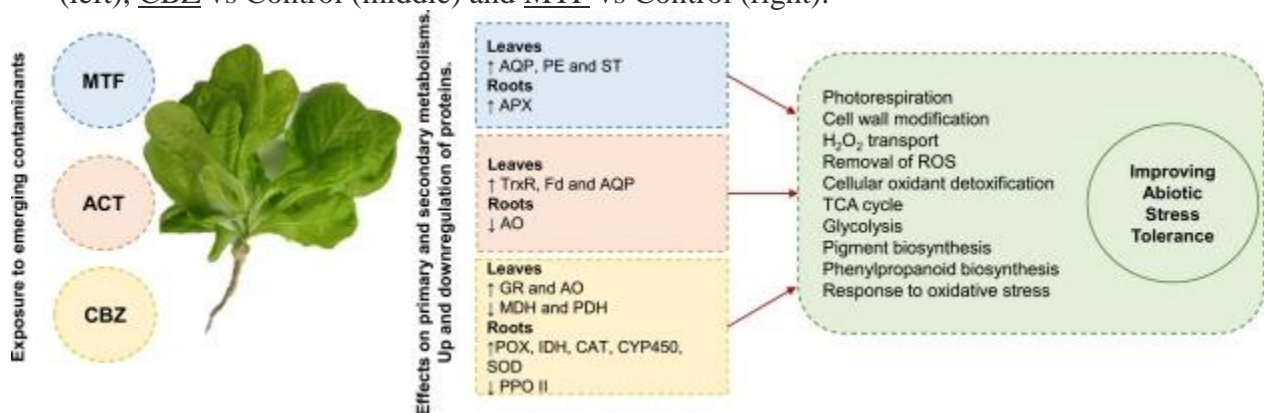 (left), CBZ vs Control (middle) and MTF vs Control (right).
Exposure to emerging contaminants
MTF
ACT
CBZ
Effects on primary and secondary metabolisms.
Up and downregulation of proteins.
Leaves
↑ AQP, PE and ST
Roots
↑ APX
Leaves
↑ TrxR, Fd and AQP
Roots
↓ AO
Leaves
↑ GR and AO
↓ MDH and PDH
Roots
↑POX, IDH, CAT, CYP450,
SOD
↓ PPO II
Photorespiration
Cell wall modification
H₂O₂ transport
Removal of ROS
Cellular oxidant detoxification
TCA cycle
Glycolysis
Pigment biosynthesis
Phenylpropanoid biosynthesis
Response to oxidative stress
Improving
Abiotic
Stress
Tolerance